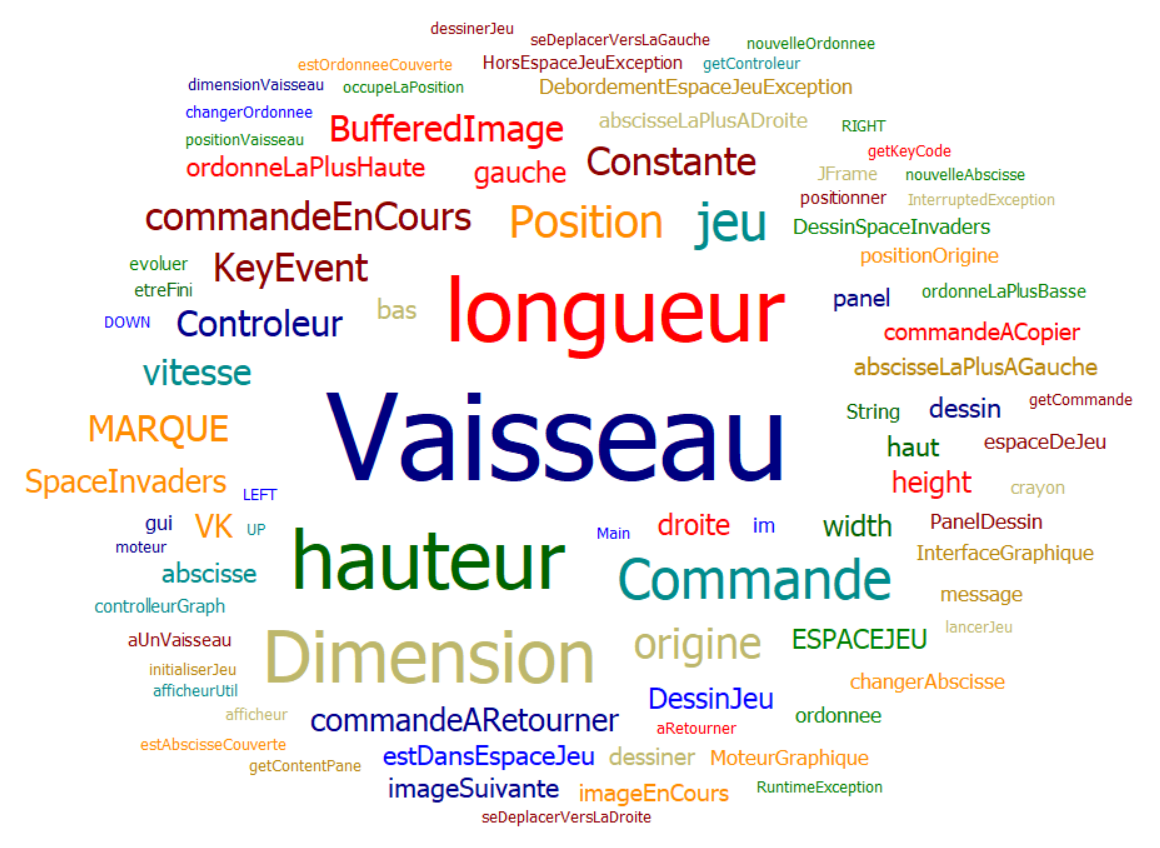 dessinerJeu
seDeplacerVersLaGauche
nouvelleOrdonnee
estOrdonneeCouverte
HorsEspaceJeuException
getControleur
dimensionVaisseau
occupeLaPosition
DebordementEspaceJeuException
changerOrdonnee
BufferedImage
abscisseLaPlusADroite
RIGHT
positionVaisseau
getKeyCode
ordonneLaPlusHaute
gauche
Constante
JFrame
nouvelleAbscisse
positionner
InterruptedException
commandeEnCours
Position
jeu
DessinSpaceInvaders
evoluer
KeyEvent
positionOrigine
etreFini
longueur
panel
ordonneLaPlusBasse
DOWN
Controleur
bas
commandeACopier
vitesse
abscisseLaPlusAGauche
MARQUE
Vaisseau
String
dessin
getCommande
haut
espaceDeJeu
SpaceInvaders
LEFT
height
crayon
gui
VK
UP
Main
droite
im
width
PanelDessin
moteur
hauteur
InterfaceGraphique
abscisse
Commande
message
controlleurGraph
aUnVaisseau
Dimension
origine
ESPACEJEU
lancerJeu
initialiserJeu
changerAbscisse
afficheurUtil
DessinJeu
afficheur
commandeARetourner
aRetourner
ordonnee
estAbscisseCouverte
estDansEspaceJeu
dessiner
MoteurGraphique
getContentPane
imageSuivante
imageEnCours
RuntimeException
seDeplacerVersLaDroite